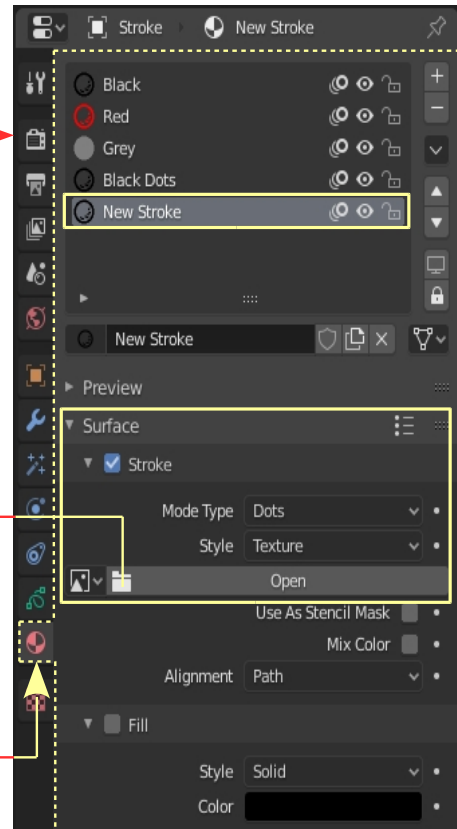 Stroke New Stroke
Black
Red
Grey
Black Dots
New Stroke
New Stroke
Preview
Surface
Stroke
Mode Type Dots
Style Texture
Open
Use As Stencil Mask
Mix Color
Alignment Path
Fill
Style Solid
Color